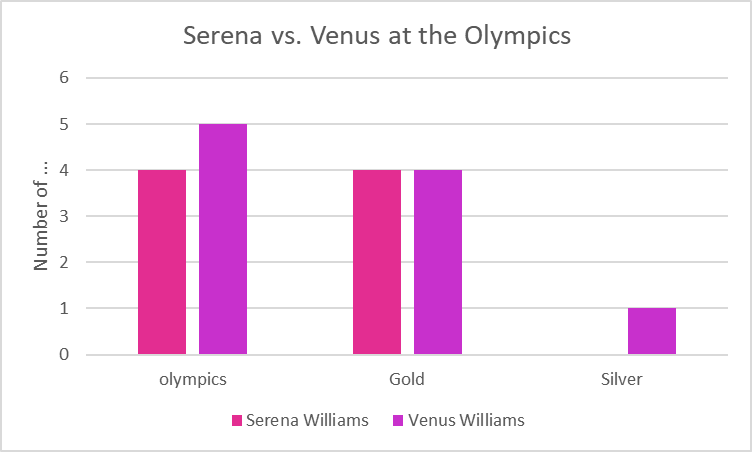 Serena vs. Venus at the Olympics
6
5
4
3
2
1
0
Number of ...
olympics Gold Silver
Serena Williams Venus Williams